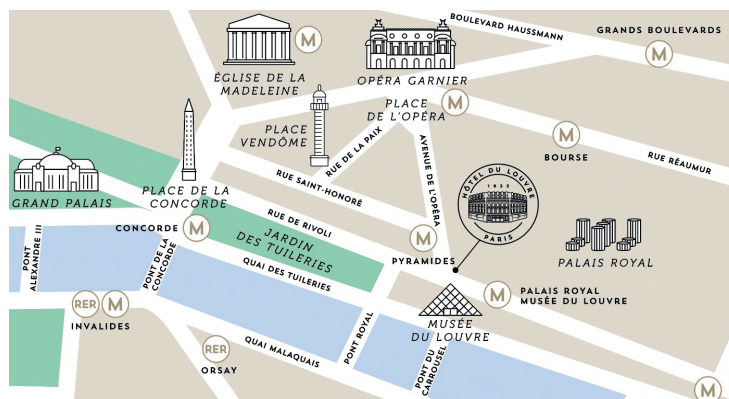 BOULEVARD HAUSSMANN
GRANDS BOULEVARDS
M
M
ÉGLISE DE LA
MADELEINE
OPÉRA GARNIER
PLACE
DE L'OPÉRA
M
PLACE
VENDÔME
RUE DE LA PAIX
AVENUE DE L'OPÉRA
M
BOURSE
RUE RÉAUMUR
GRAND PALAIS
PLACE DE LA
CONCORDE
RUE SAINT-HONORÉ
HÔTEL DU LOUVRE
1855
PARIS
CONCORDE
M
RUE DE RIVOLI
JARDIN
DES TUILERIES
QUAI DES TUILERIES
M
PYRAMIDES
PALAIS ROYAL
PONT
ALEXANDRE III
PONT DE LA
CONCORDE
M
PALAIS ROYAL
MUSÉE DU LOUVRE
RER
M
INVALIDES
MUSÉE
DU LOUVRE
RER
ORSAY
QUAI MALAQUAIS
PONT ROYAL
PONT DU
CARROUSEL
M